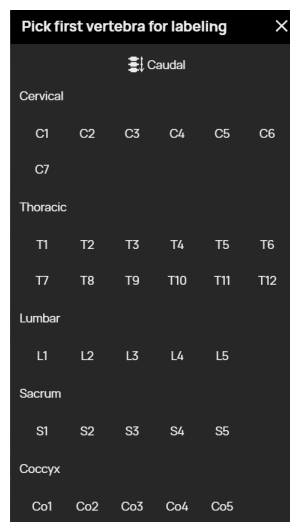 Pick first vertebra for labeling
Caudal
Cervical
C1 C2 C3 C4 C5 C6
C7
Thoracic
T1 T2 T3 T4 T5 T6
T7 T8 T9 T10 T11 T12
Lumbar
L1 L2 L3 L4 L5
Sacrum
S1 S2 S3 S4 S5
Coccyx
Co1 Co2 Co3 Co4 Co5